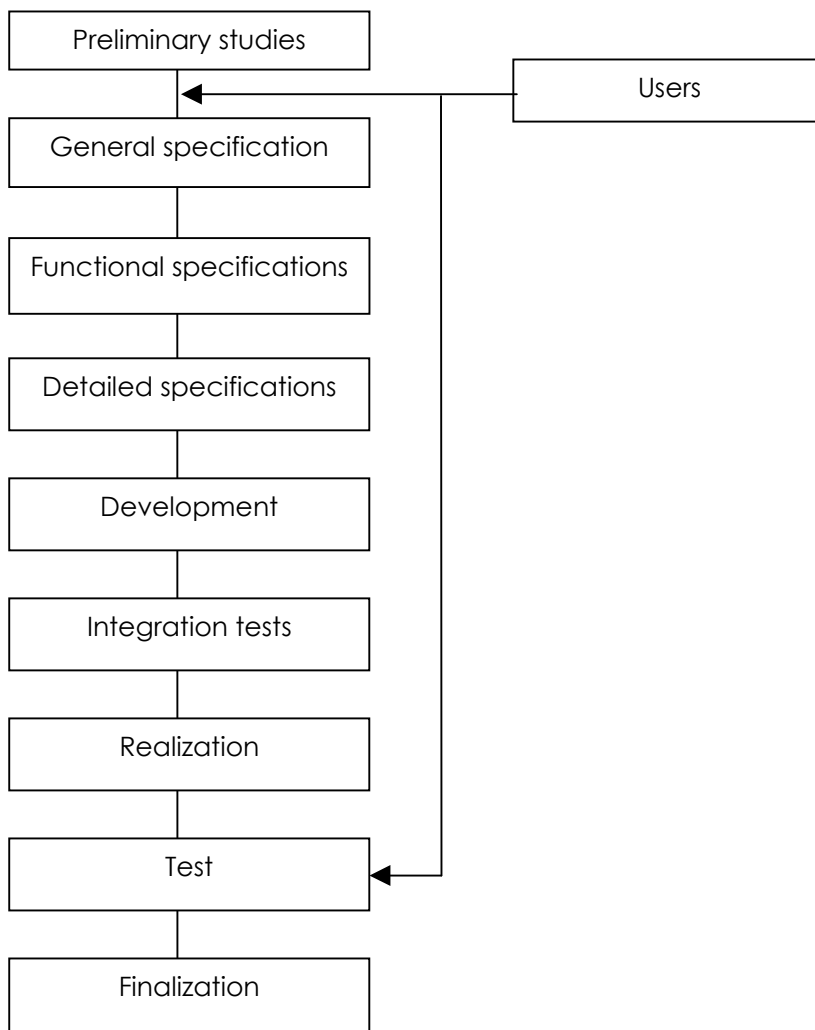 Preliminary studies
Users
General specification
Functional specifications
Detailed specifications
Development
Integration tests
Realization
Test
Finalization